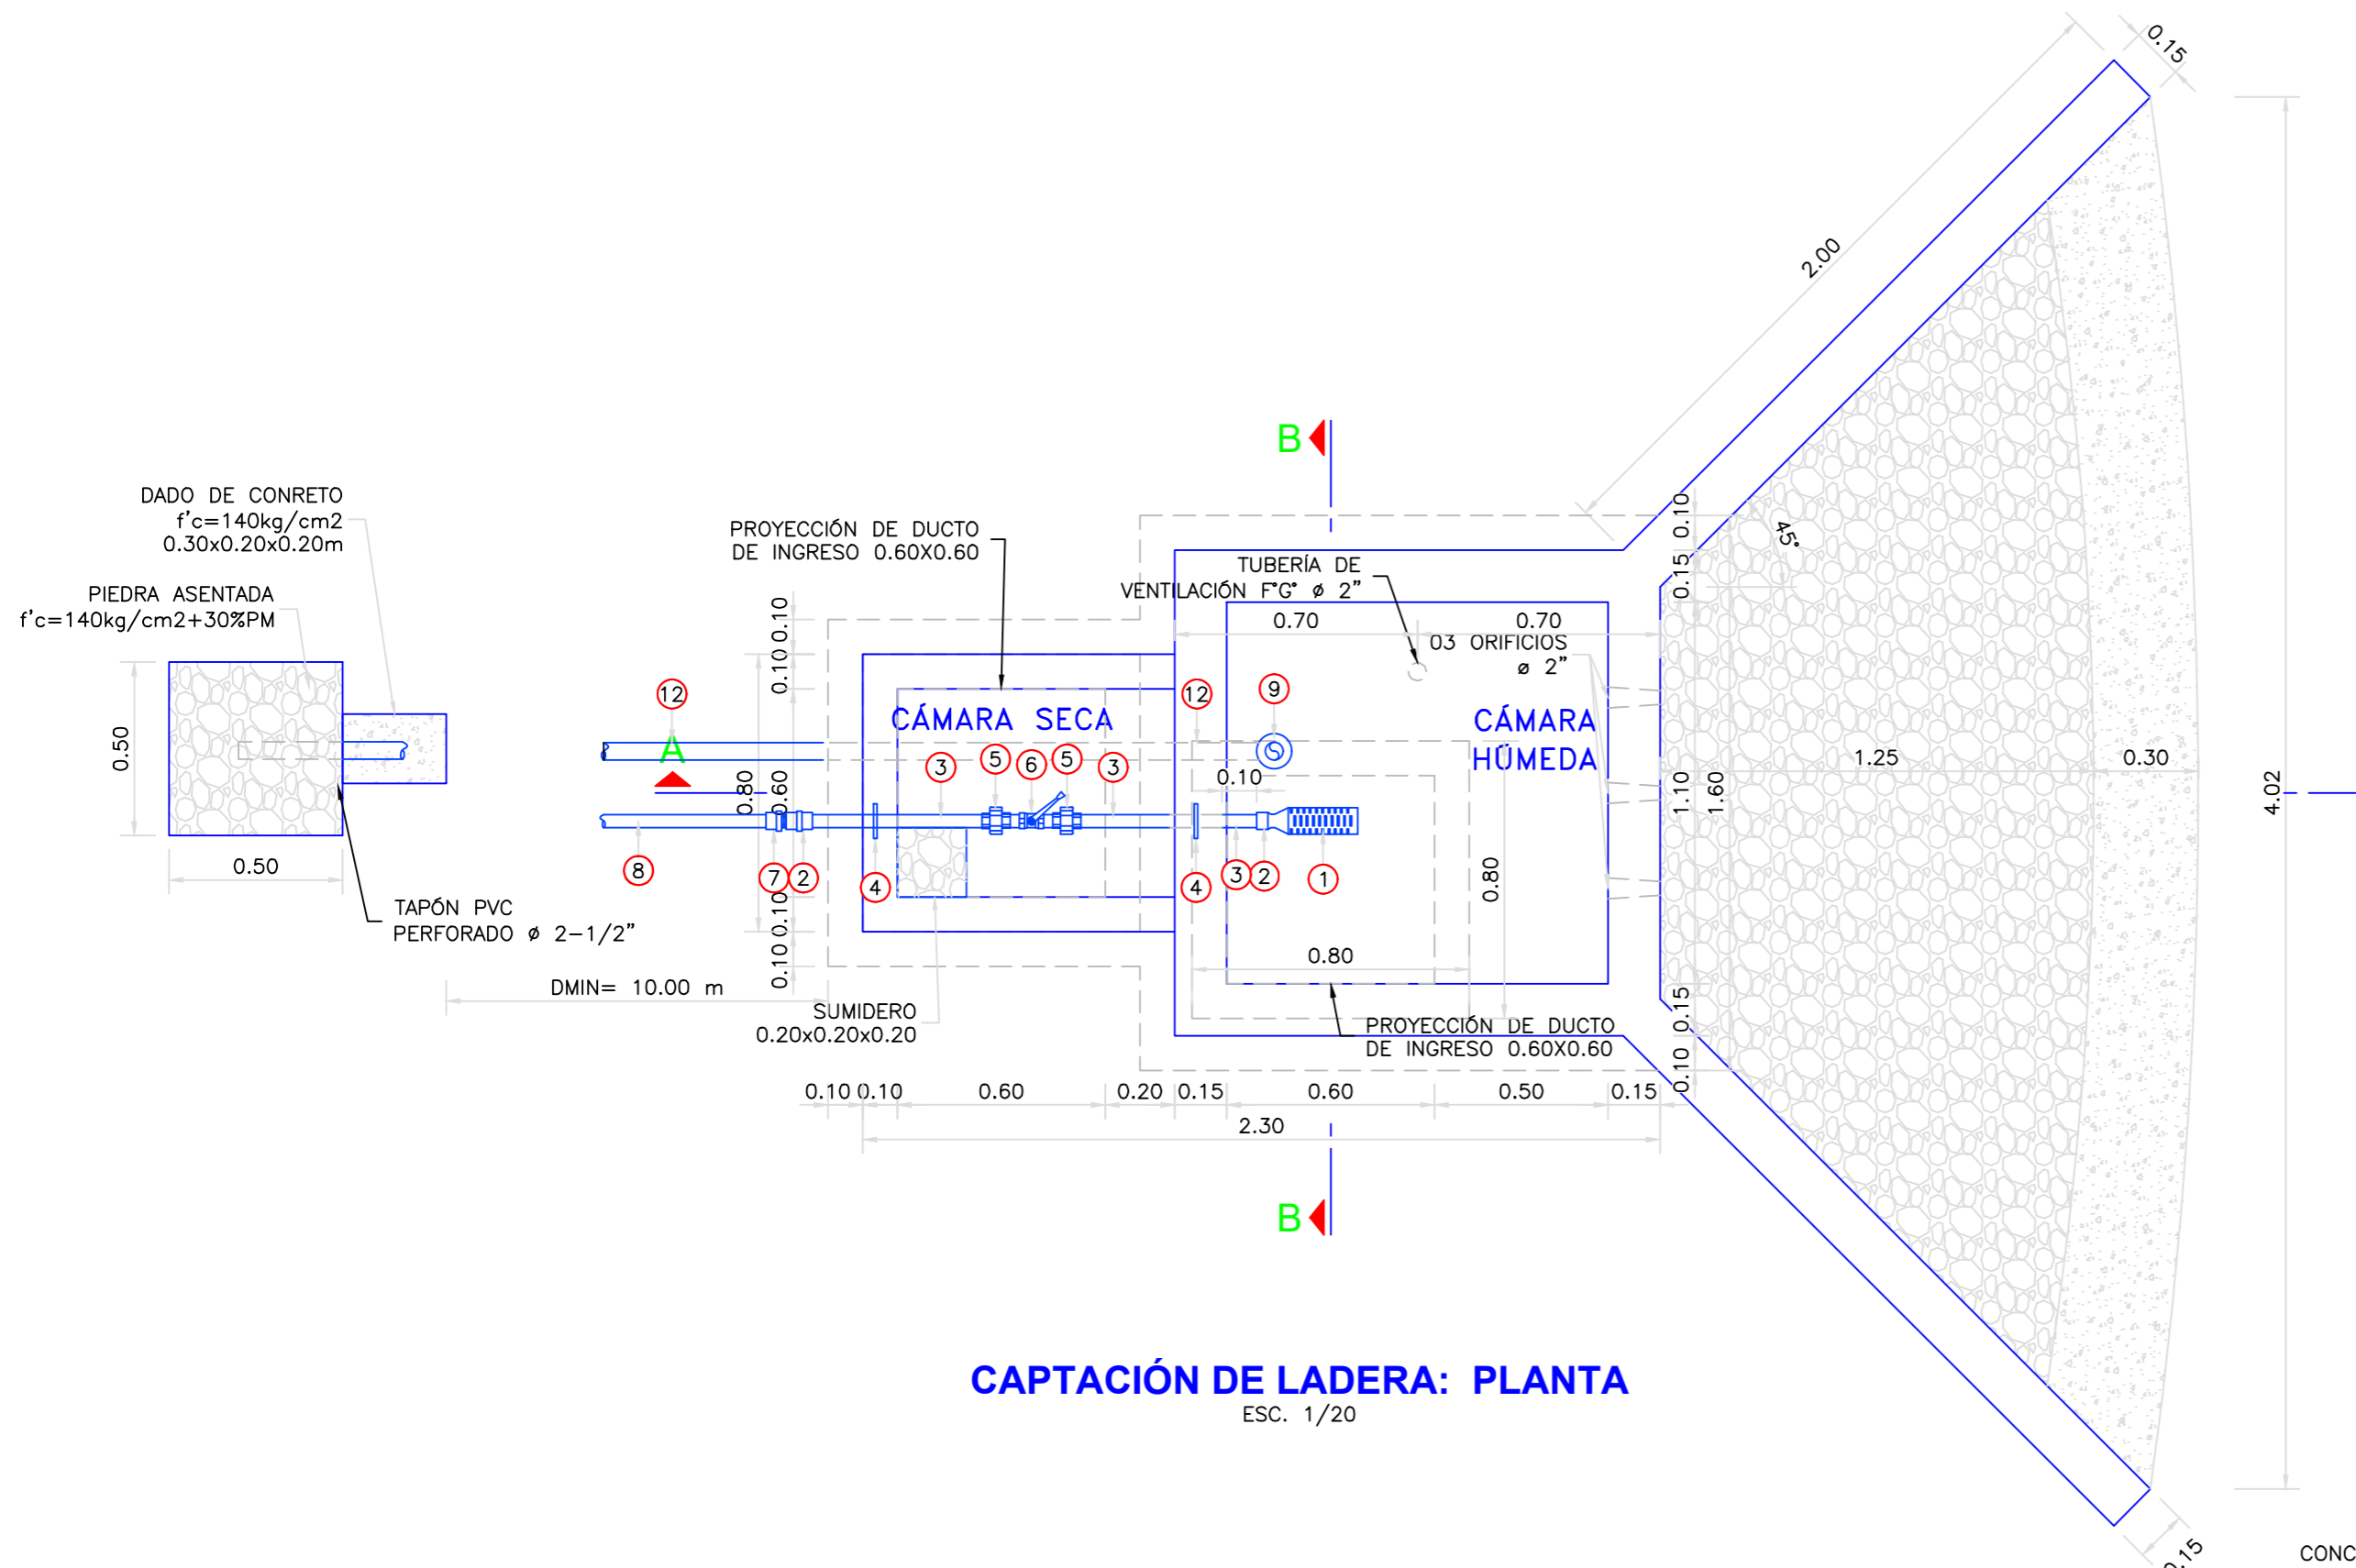 0.15
2.00
B
DADO DE CONRETO
f'c=140kg/cm2
0.30x0.20x0.20m
PIEDRA ASENTADA
f'c=140kg/cm2+30%PM
PROYECCIÓN DE DUCTO
DE INGRESO 0.60X0.60
TUBERÍA DE
VENTILACIÓN F°G° ø 2"
0.10
45°
0.15
0.70
0.70
03 ORIFICIOS
ø 2"
0.10
0.10
12
12
9
CÁMARA SECA
CÁMARA
HÚMEDA
A
0.50
3
5
6
5
3
0.10
1.25
0.30
0.80
0.60
1.10
1.60
4.02
0.50
8
7
2
4
4
3
2
1
0.80
TAPÓN PVC
PERFORADO ø 2-1/2"
0.10
0.10
0.80
DMIN= 10.00 m
SUMIDERO
0.20x0.20x0.20
PROYECCIÓN DE DUCTO
DE INGRESO 0.60X0.60
0.15
0.10
0.10
0.10
0.60
0.20
0.15
0.60
0.50
0.15
2.30
B
CAPTACIÓN DE LADERA: PLANTA
ESC. 1/20
0.15
CONC